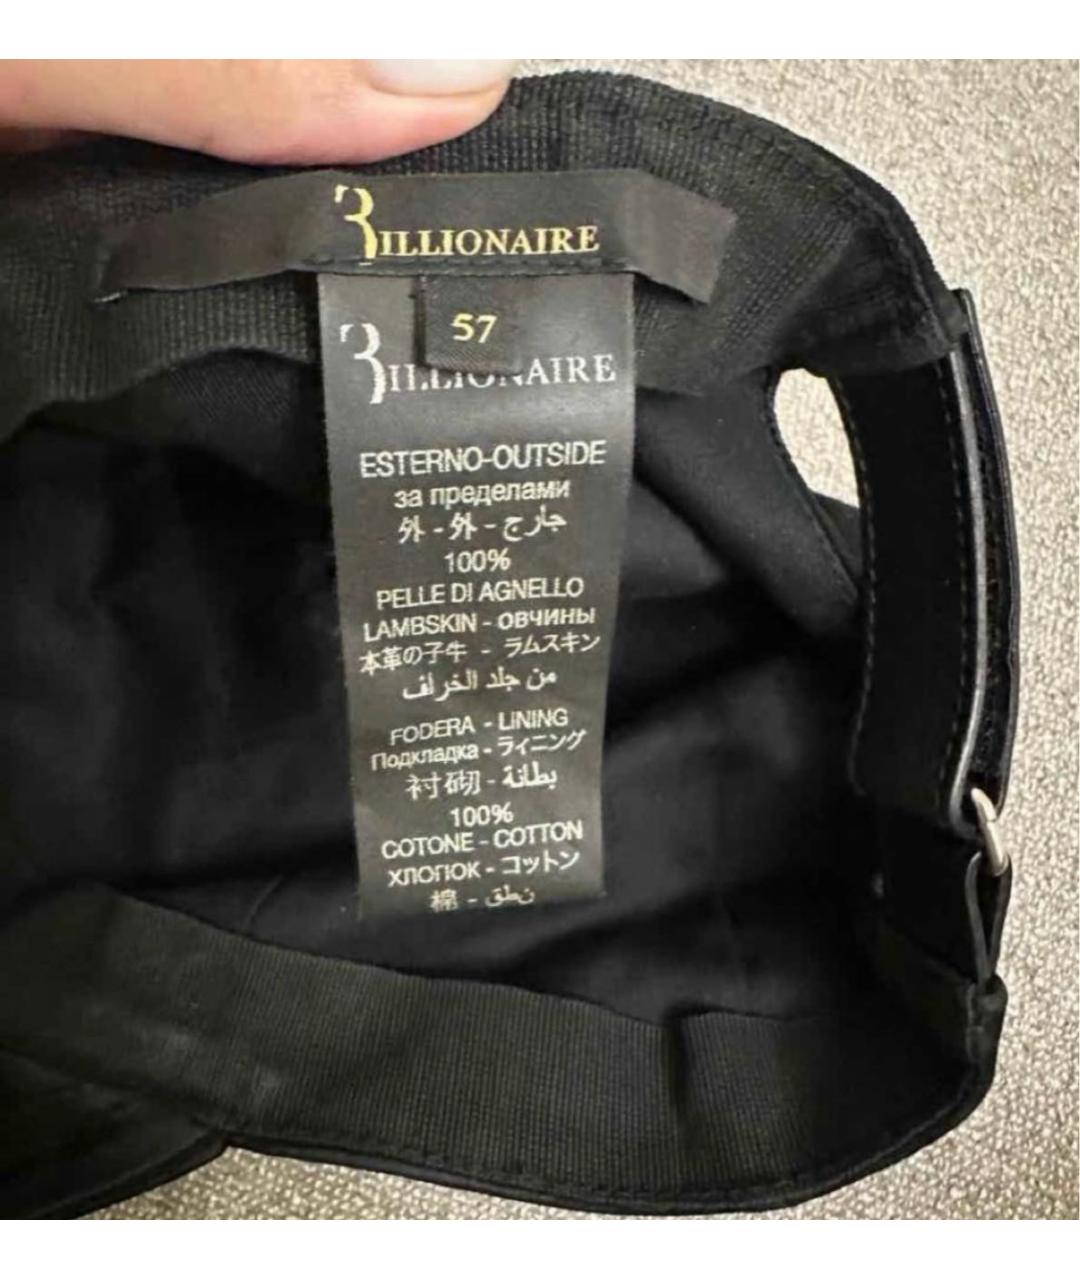 BILLIONAIRE
57
BILLIONAIRE
ESTERNO-OUTSIDE
за пределами
外 - 外 - جارج
100%
PELLE DI AGNELLO
LAMBSKIN - овчины
本革の子牛 - ラムスキン
من جلد الخراف
FODERA - LINING
Подкладка - ライニング
衬砌 - بطانة
100%
COTONE - COTTON
хлопок - コットン
棉 - نطق